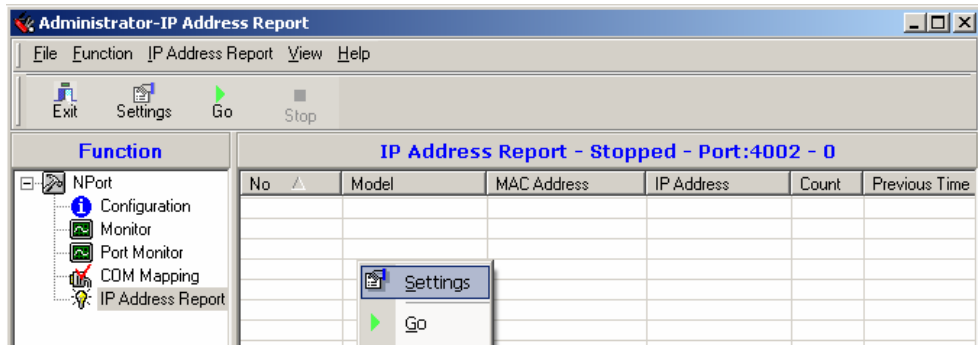 Administrator-IP Address Report
File Function IP Address Report View Help
Exit Settings Go Stop
Function
IP Address Report - Stopped - Port:4002 - 0
NPort
Configuration
Monitor
Port Monitor
COM Mapping
IP Address Report
No Model MAC Address IP Address Count Previous Time
Settings
Go